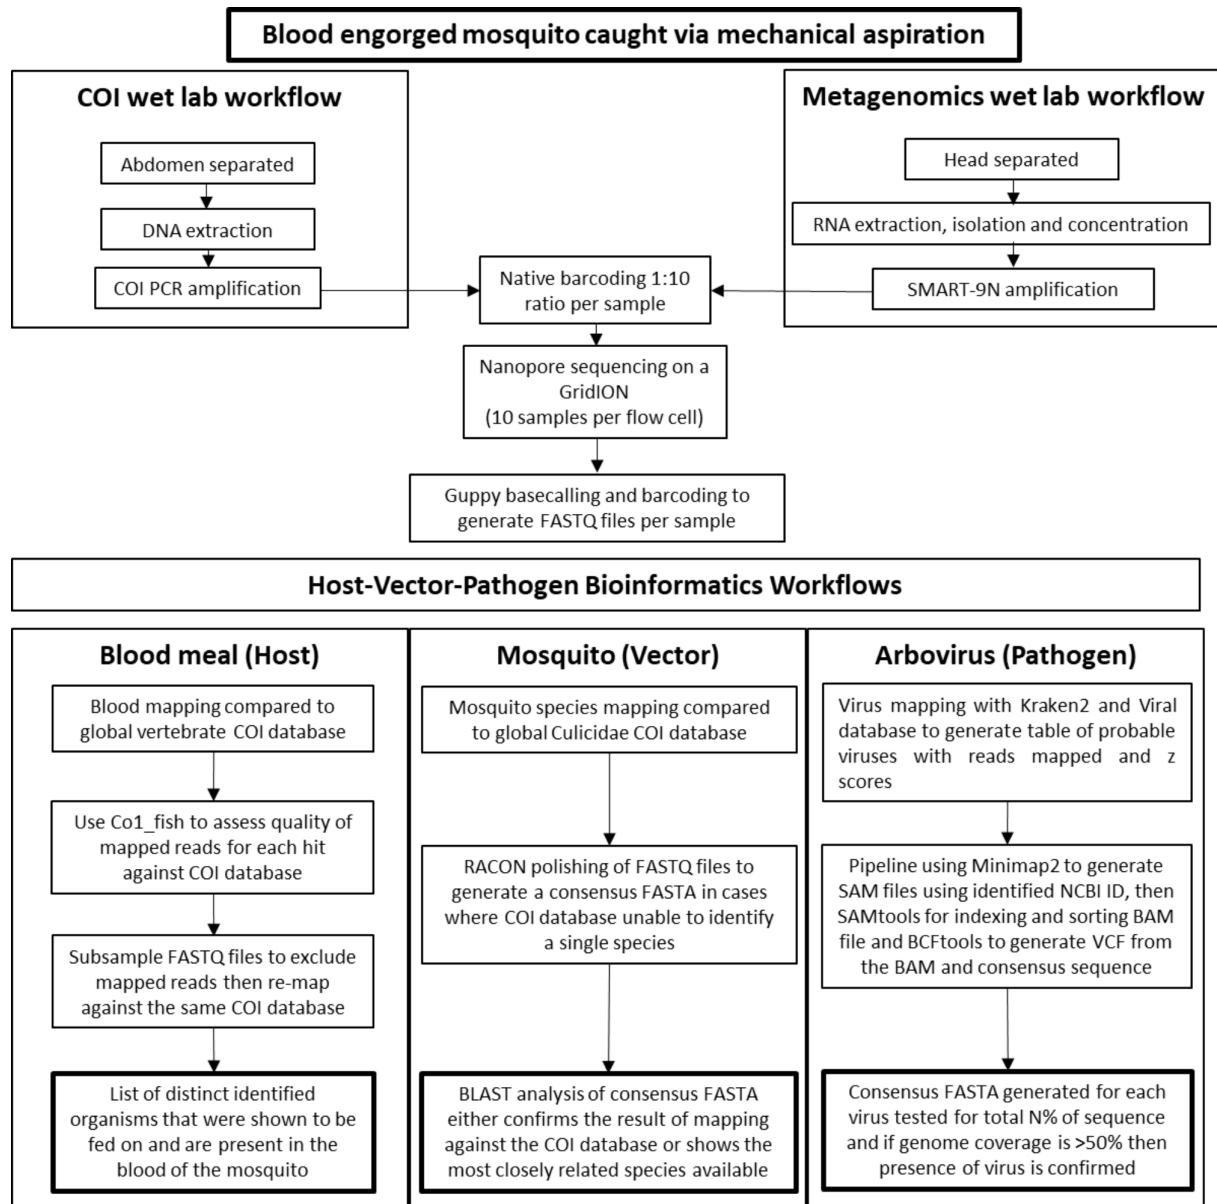 Blood engorged mosquito caught via mechanical aspiration
COI wet lab workflow
Abdomen separated
DNA extraction
COI PCR amplification
Metagenomics wet lab workflow
Head separated
RNA extraction, isolation and concentration
SMART-9N amplification
Native barcoding 1:10
ratio per sample
Nanopore sequencing on a
GridION
(10 samples per flow cell)
Guppy basecalling and barcoding to
generate FASTQ files per sample
Host-Vector-Pathogen Bioinformatics Workflows
Blood meal (Host)
Blood mapping compared to
global vertebrate COI database
Use Co1_fish to assess quality of
mapped reads for each hit
against COI database
Subsample FASTQ files to exclude
mapped reads then re-map
against the same COI database
List of distinct identified
organisms that were shown to be
fed on and are present in the
blood of the mosquito
Mosquito (Vector)
Mosquito species mapping compared
to global Culicidae COI database
RACON polishing of FASTQ files to
generate a consensus FASTA in cases
where COI database unable to identify
a single species
BLAST analysis of consensus FASTA
either confirms the result of mapping
against the COI database or shows the
most closely related species available
Arbovirus (Pathogen)
Virus mapping with Kraken2 and Viral
database to generate table of probable
viruses with reads mapped and z
scores
Pipeline using Minimap2 to generate
SAM files using identified NCBI ID, then
SAMtools for indexing and sorting BAM
file and BCFtools to generate VCF from
the BAM and consensus sequence
Consensus FASTA generated for each
virus tested for total N% of sequence
and if genome coverage is >50% then
presence of virus is confirmed